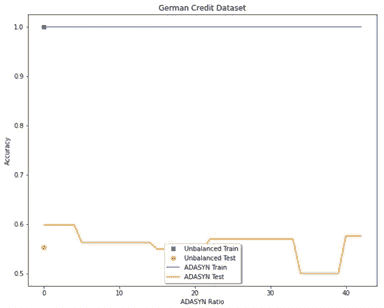 German Credit Dataset
1.0
0.9
0.8
0.7
0.6
0.5
Accuracy
Unbalanced Train
Unbalanced Test
ADASYN Train
ADASYN Test
0
10
20
30
40
ADASYN Ratio